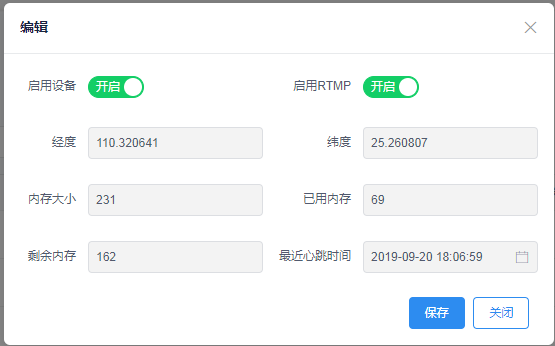 编辑
启用设备 开启 启用RTMP 开启
经度 110.320641 纬度 25.260807
内存大小 231 已用内存 69
剩余内存 162 最近心跳时间 2019-09-20 18:06:59
保存 关闭